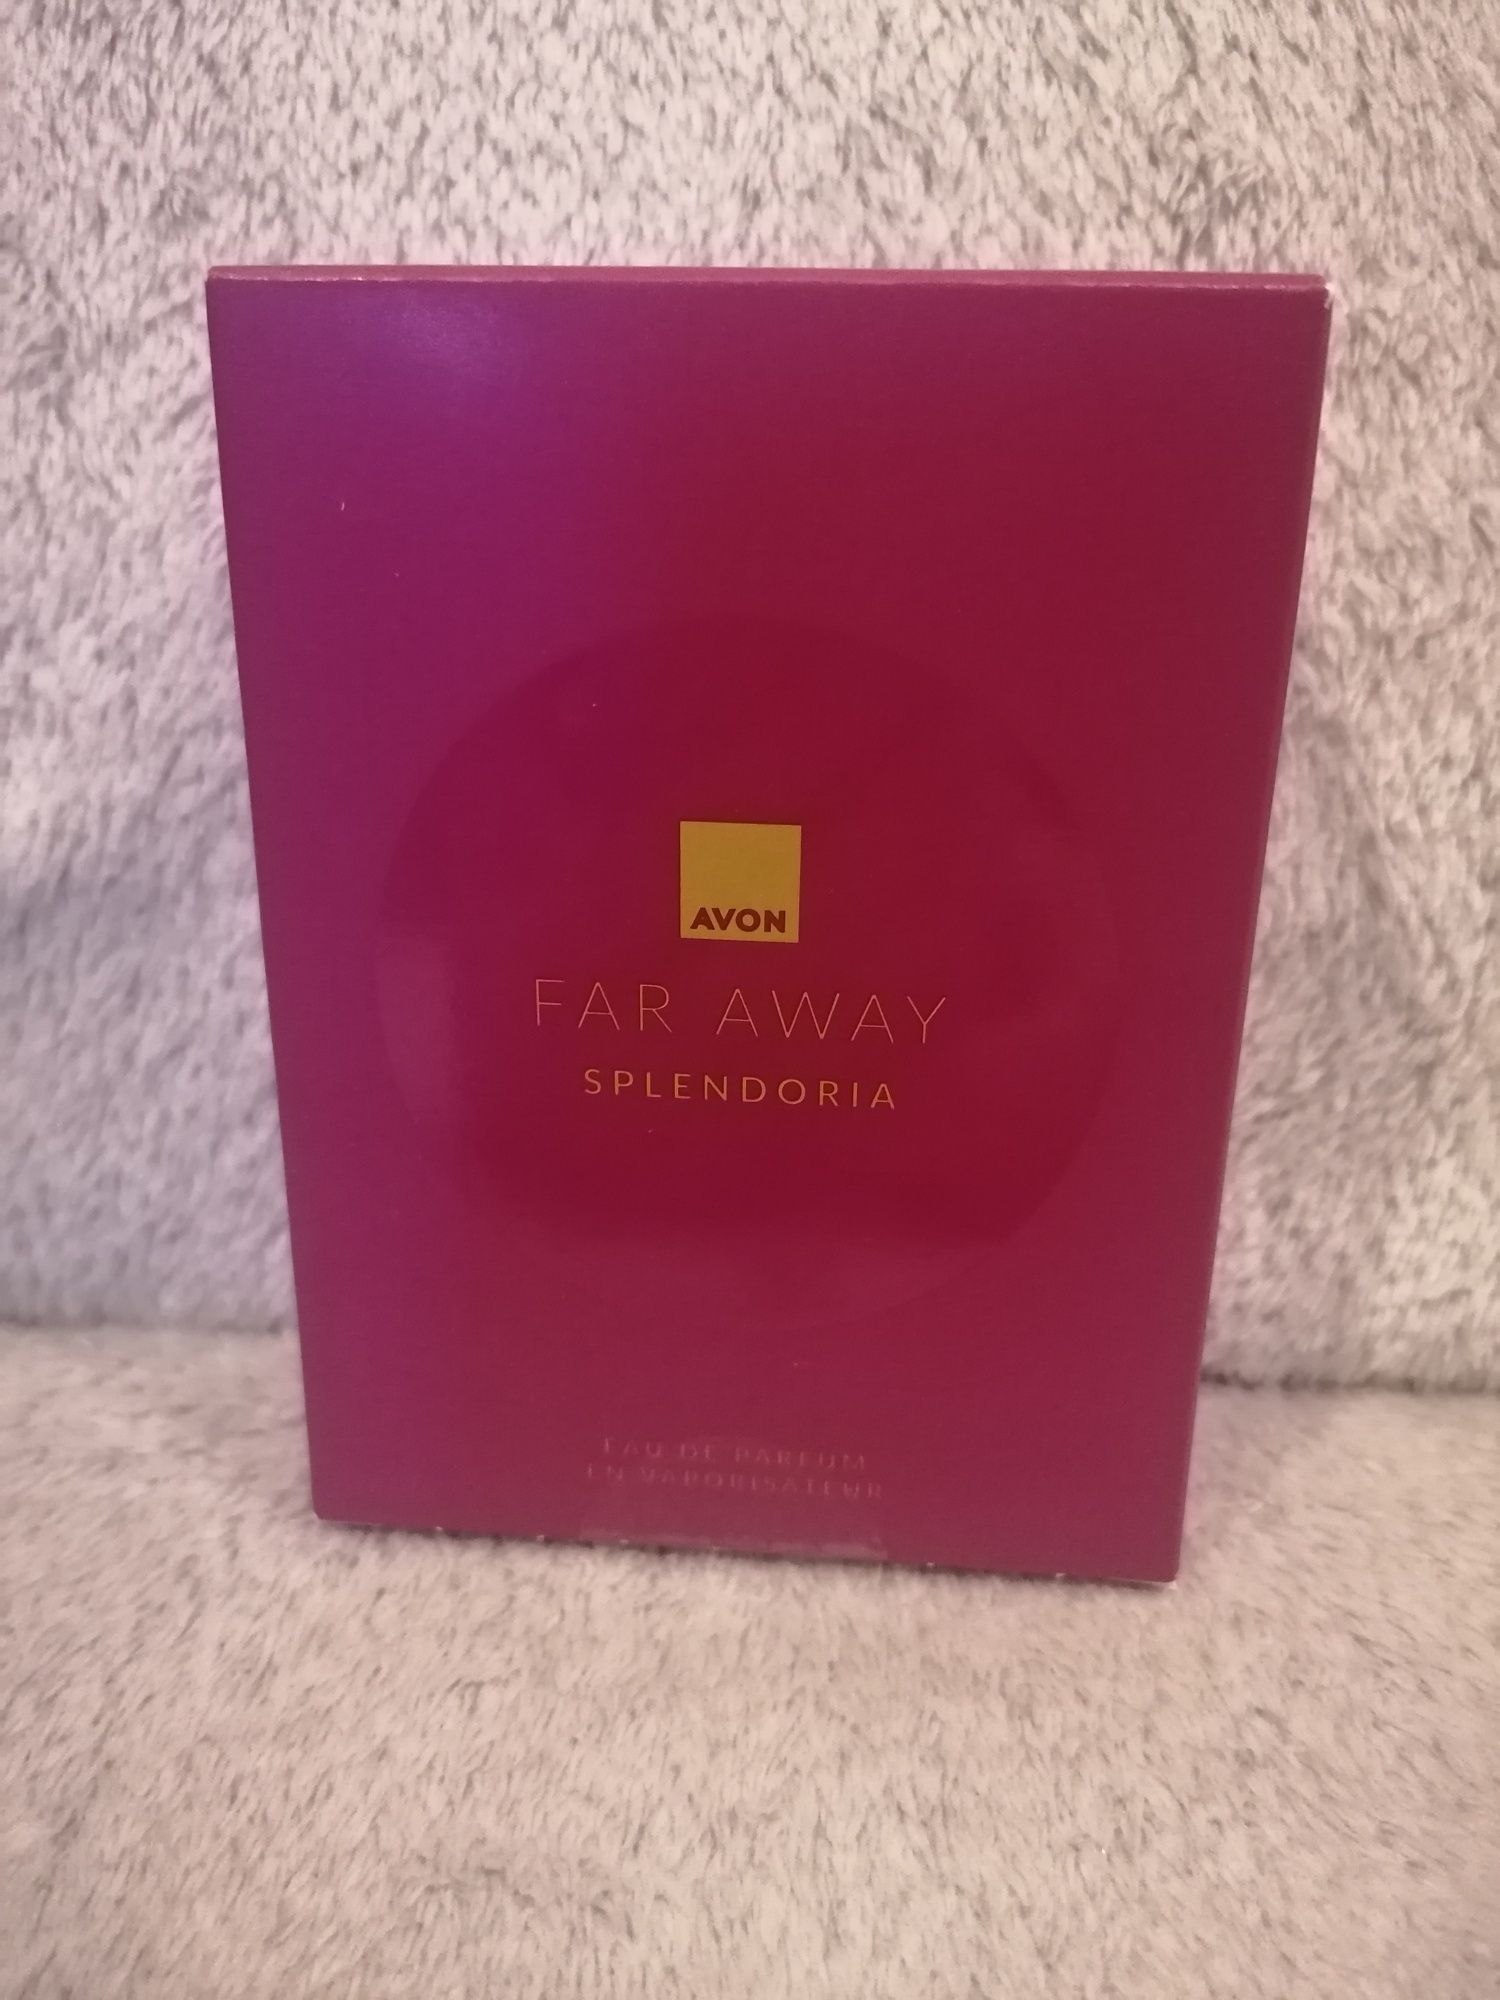 AVON
FAR AWAY
SPLENDORIA
EAU DE PARFUM
EN VAPORISATEUR